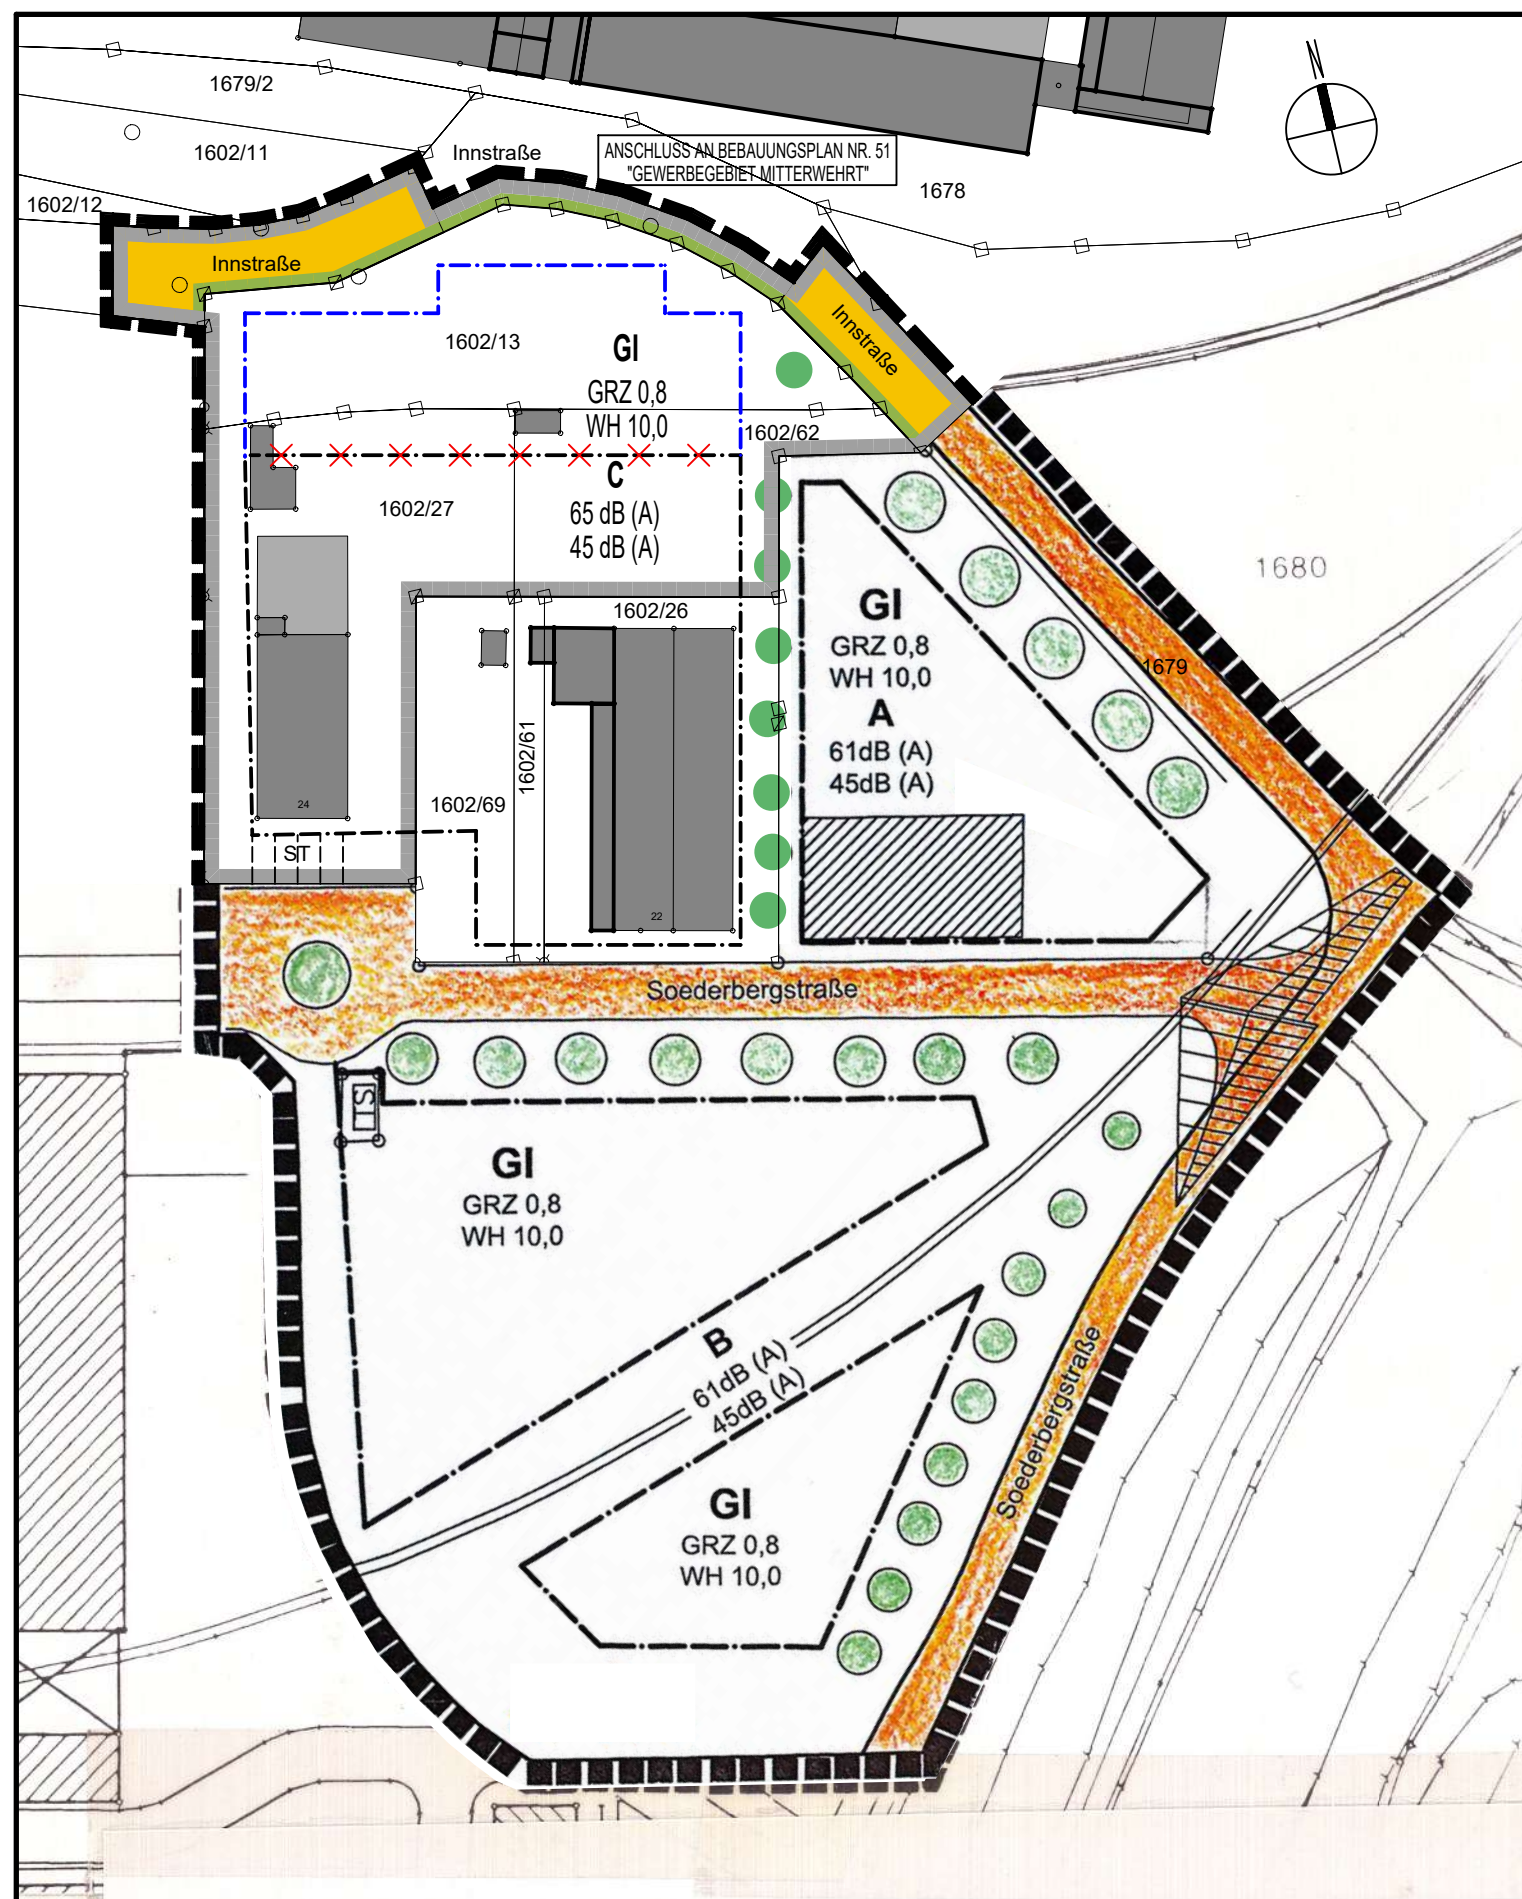 N
1679/2
1602/11
Innstraße
ANSCHLUSS AN BEBAUUNGSPLAN NR. 51
"GEWERBEGEBIET MITTERWEHRT"
1678
1602/12
Innstraße
Innstraße
1602/13
GI
GRZ 0,8
WH 10,0
1602/62
C
65 dB (A)
45 dB (A)
1602/27
1680
1602/26
GI
GRZ 0,8
WH 10,0
A
61dB (A)
45dB (A)
1679
1602/61
1602/69
24
ST
22
Soederbergstraße
ST
GI
GRZ 0,8
WH 10,0
B
61dB (A)
45dB (A)
Soederbergstraße
GI
GRZ 0,8
WH 10,0